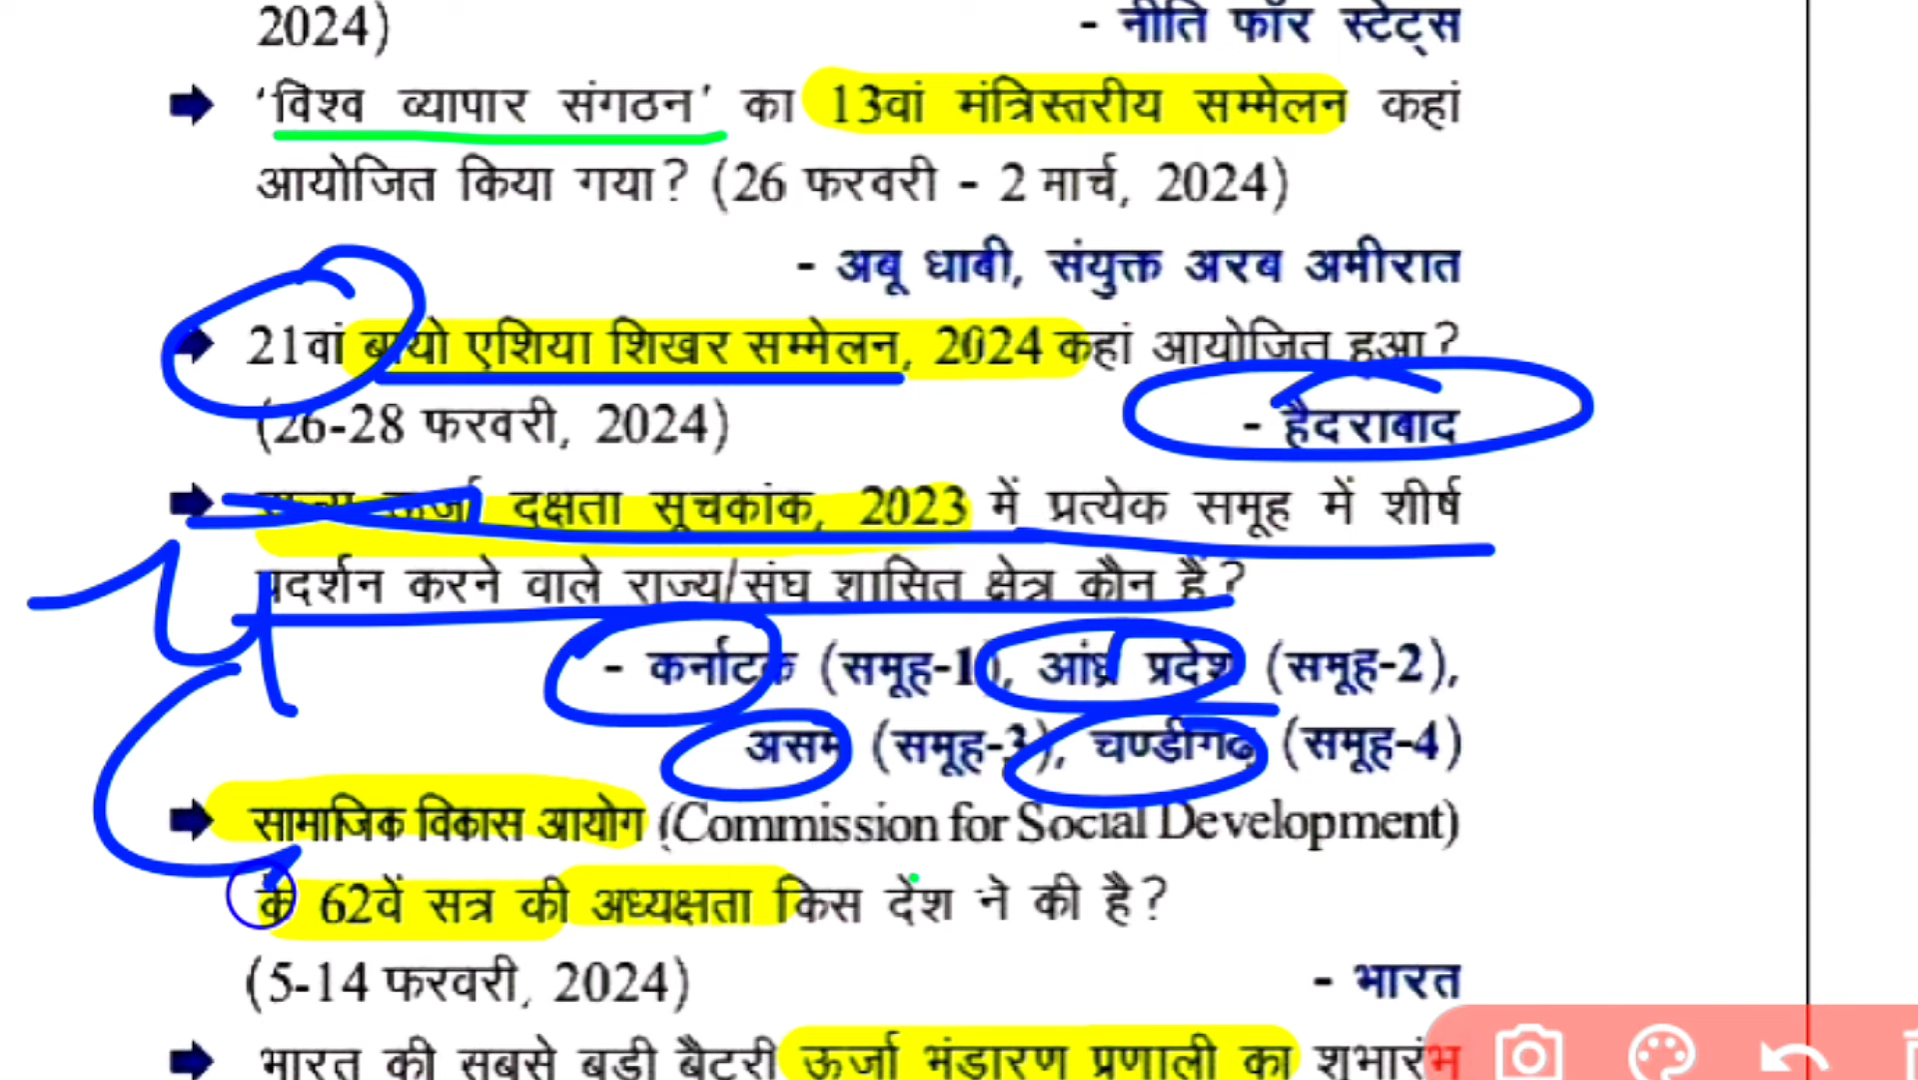 2024)
- नीति फॉर स्टेट्स
'विश्व व्यापार संगठन' का 13वां मंत्रिस्तरीय सम्मेलन कहां
आयोजित किया गया? (26 फरवरी - 2 मार्च, 2024)
- अबू धाबी, संयुक्त अरब अमीरात
21वां बायो एशिया शिखर सम्मेलन, 2024 कहां आयोजित हुआ?
(26-28 फरवरी, 2024)
- हैदराबाद
राज्य ऊर्जा दक्षता सूचकांक, 2023 में प्रत्येक समूह में शीर्ष
प्रदर्शन करने वाले राज्य/संघ शासित क्षेत्र कौन हैं?
- कर्नाटक (समूह-1), आंध्र प्रदेश (समूह-2),
असम (समूह-3), चण्डीगढ़ (समूह-4)
सामाजिक विकास आयोग (Commission for Social Development)
के 62वें सत्र की अध्यक्षता किस देश ने की है?
(5-14 फरवरी, 2024)
- भारत
भारत की सबसे बड़ी बैटरी ऊर्जा भंडारण प्रणाली का शुभारंभ